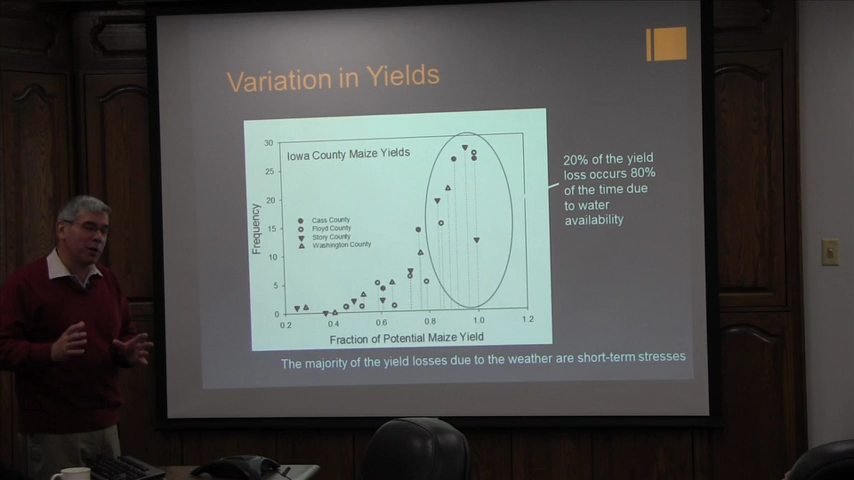 Variation in Yields
Iowa County Maize Yields
30
25
20
15
10
5
0
Frequency
Cass County
Floyd County
Story County
Washington County
0.2 0.4 0.6 0.8 1.0 1.2
Fraction of Potential Maize Yield
20% of the yield
loss occurs 80%
of the time due
to water
availability
The majority of the yield losses due to the weather are short-term stresses